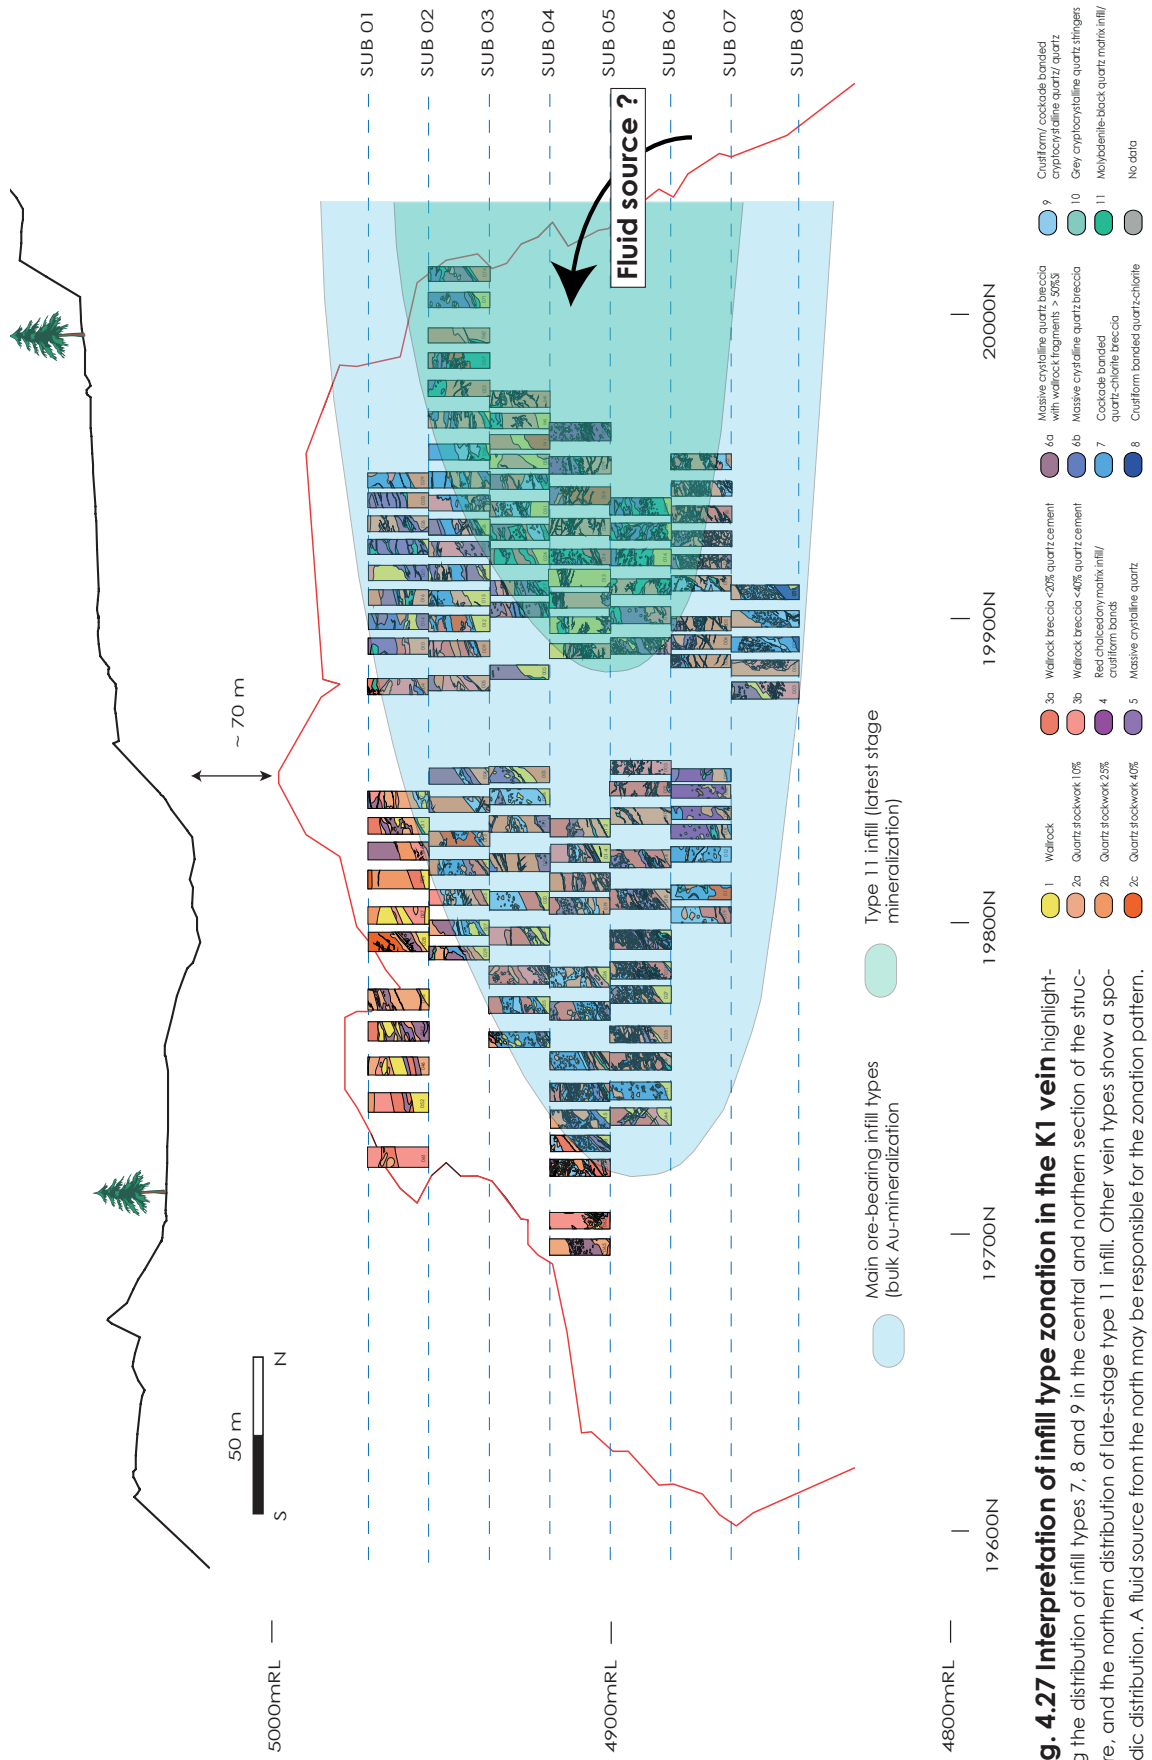 ~ 70 m
50 m
S
N
5000mRL
4900mRL
4800mRL
SUB 01
SUB 02
SUB 03
SUB 04
SUB 05
SUB 06
SUB 07
SUB 08
Fluid source ?
19600N
19700N
19800N
19900N
20000N
Main ore-bearing infill types
(bulk Au-mineralization
Type 11 infill (latest stage
mineralization)
1 Wallrock
2a Quartz stockwork 10%
2b Quartz stockwork 25%
2c Quartz stockwork 40%
3a Wallrock breccia <20% quartz cement
3b Wallrock breccia <40% quartz cement
4 Red chalcedony matrix infill/
crustiform bands
5 Massive crystalline quartz
6a Massive crystalline quartz breccia
with wallrock fragments > 50%Si
6b Massive crystalline quartz breccia
7 Cockade banded
quartz-chlorite breccia
8 Crustiform banded quartz-chlorite
9 Crustiform/ cockade banded
cryptocrystalline quartz/ quartz
10 Grey cryptocrystalline quartz stringers
11 Molybdenite-black quartz matrix infill/
No data
g. 4.27 Interpretation of infill type zonation in the K1 vein highlight-
g the distribution of infill types 7, 8 and 9 in the central and northern section of the struc-
re, and the northern distribution of late-stage type 11 infill. Other vein types show a spo-
dic distribution. A fluid source from the north may be responsible for the zonation pattern.